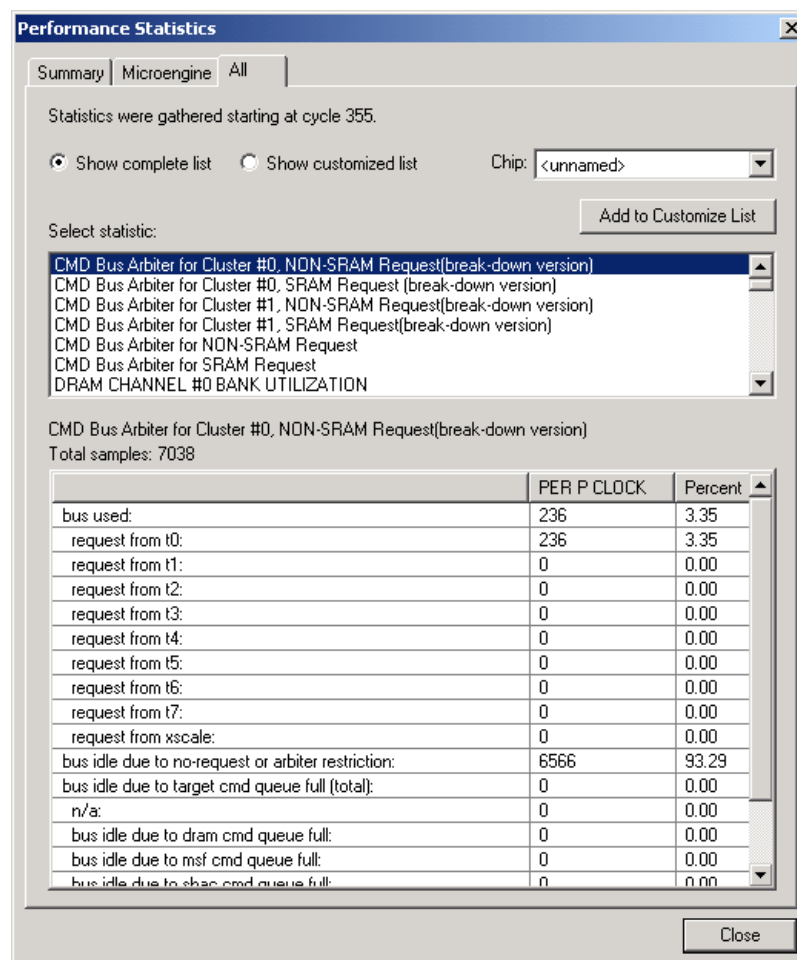 Performance Statistics
Summary Microengine All
Statistics were gathered starting at cycle 355.
Show complete list Show customized list Chip: <unnamed>
Add to Customize List
Select statistic:
CMD Bus Arbiter for Cluster #0, NON-SRAM Request(break-down version)
CMD Bus Arbiter for Cluster #0, SRAM Request (break-down version)
CMD Bus Arbiter for Cluster #1, NON-SRAM Request(break-down version)
CMD Bus Arbiter for Cluster #1, SRAM Request(break-down version)
CMD Bus Arbiter for NON-SRAM Request
CMD Bus Arbiter for SRAM Request
DRAM CHANNEL #0 BANK UTILIZATION
CMD Bus Arbiter for Cluster #0, NON-SRAM Request(break-down version)
Total samples: 7038
PER P CLOCK Percent
bus used: 236 3.35
request from t0: 236 3.35
request from t1: 0 0.00
request from t2: 0 0.00
request from t3: 0 0.00
request from t4: 0 0.00
request from t5: 0 0.00
request from t6: 0 0.00
request from t7: 0 0.00
request from xscale: 0 0.00
bus idle due to no-request or arbiter restriction: 6566 93.29
bus idle due to target cmd queue full (total): 0 0.00
n/a: 0 0.00
bus idle due to dram cmd queue full: 0 0.00
bus idle due to msf cmd queue full: 0 0.00
bus idle due to shac cmd queue full: 0 0.00
Close